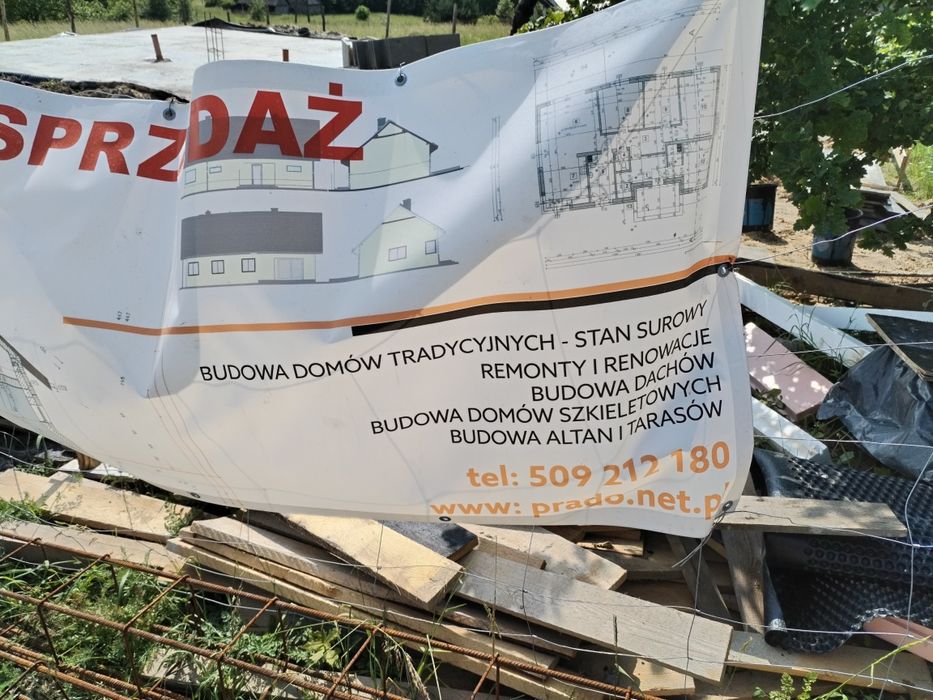 SPRZEDAŻ
BUDOWA DOMÓW TRADYCYJNYCH - STAN SUROWY
REMONTY I RENOWACJE
BUDOWA DACHÓW
BUDOWA DOMÓW SZKIELETOWYCH
BUDOWA ALTAN I TARASÓW
tel: 509 212 180
www: prado.net.pl